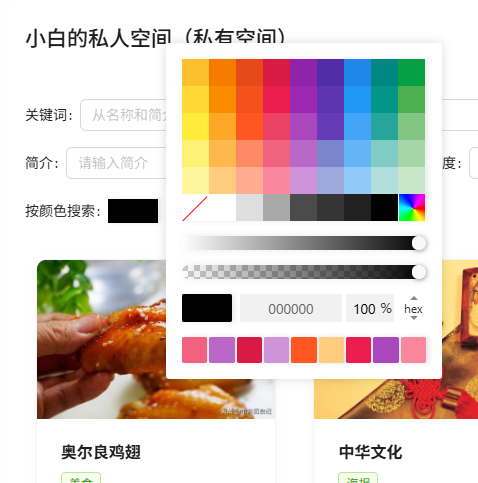 小白的私人空间（私有空间）
关键词：
从名称和简
简介：
请输入简介
度：
按颜色搜索：
000000
100 %
hex
奥尔良鸡翅
中华文化
美食
海报